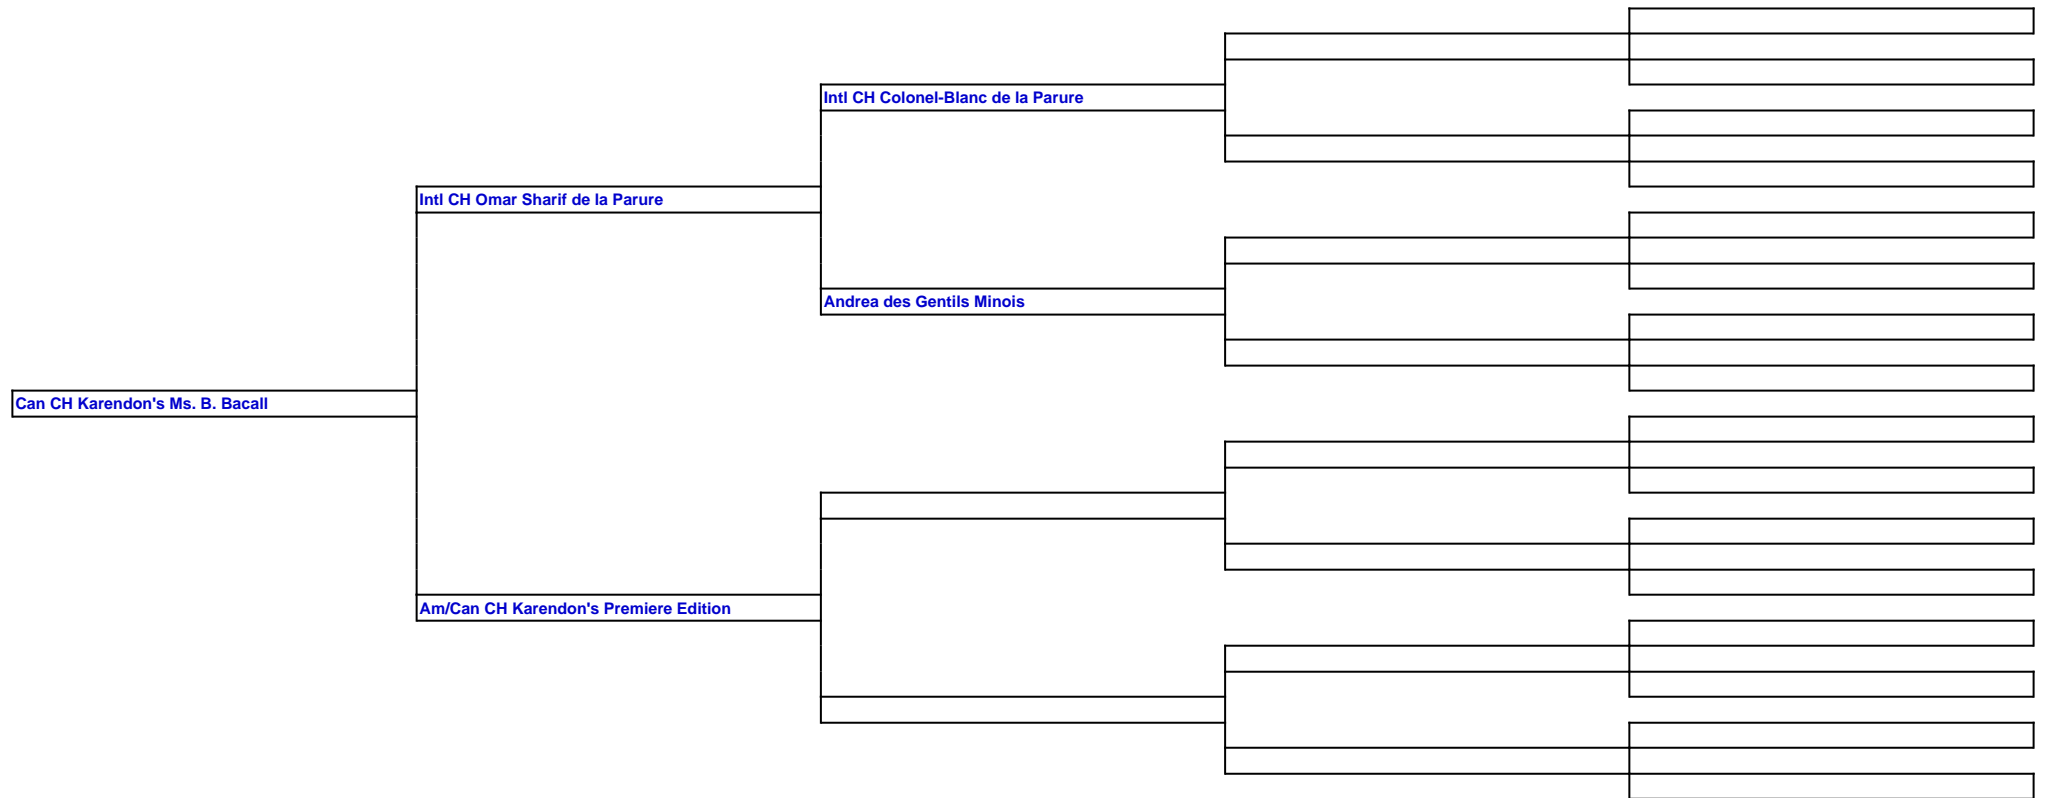 Intl CH Colonel-Blanc de la Parure
Intl CH Omar Sharif de la Parure
Andrea des Gentils Minois
Can CH Karendon's Ms. B. Bacall
Am/Can CH Karendon's Premiere Edition